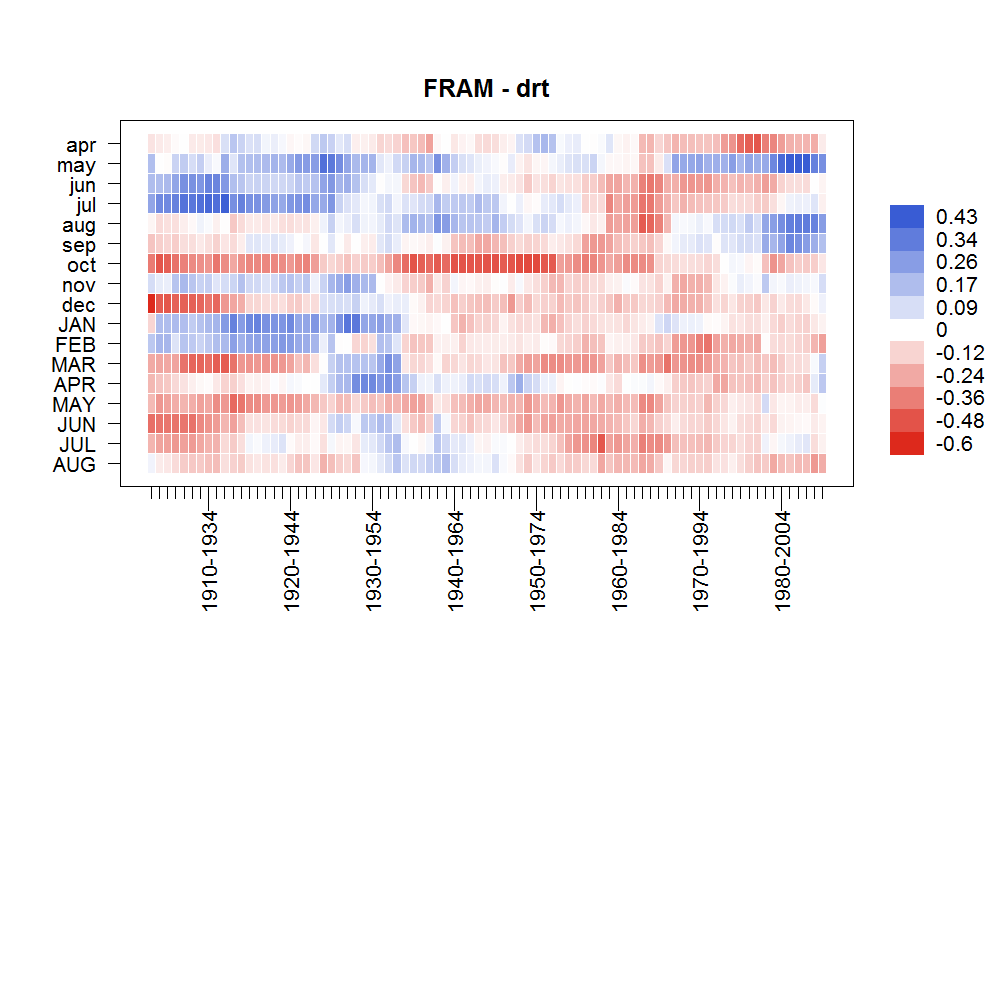 FRAM - drt
apr
may
jun
jul
aug
sep
oct
nov
dec
JAN
FEB
MAR
APR
MAY
JUN
JUL
AUG
1910-1934
1920-1944
1930-1954
1940-1964
1950-1974
1960-1984
1970-1994
1980-2004
0.43
0.34
0.26
0.17
0.09
0
-0.12
-0.24
-0.36
-0.48
-0.6